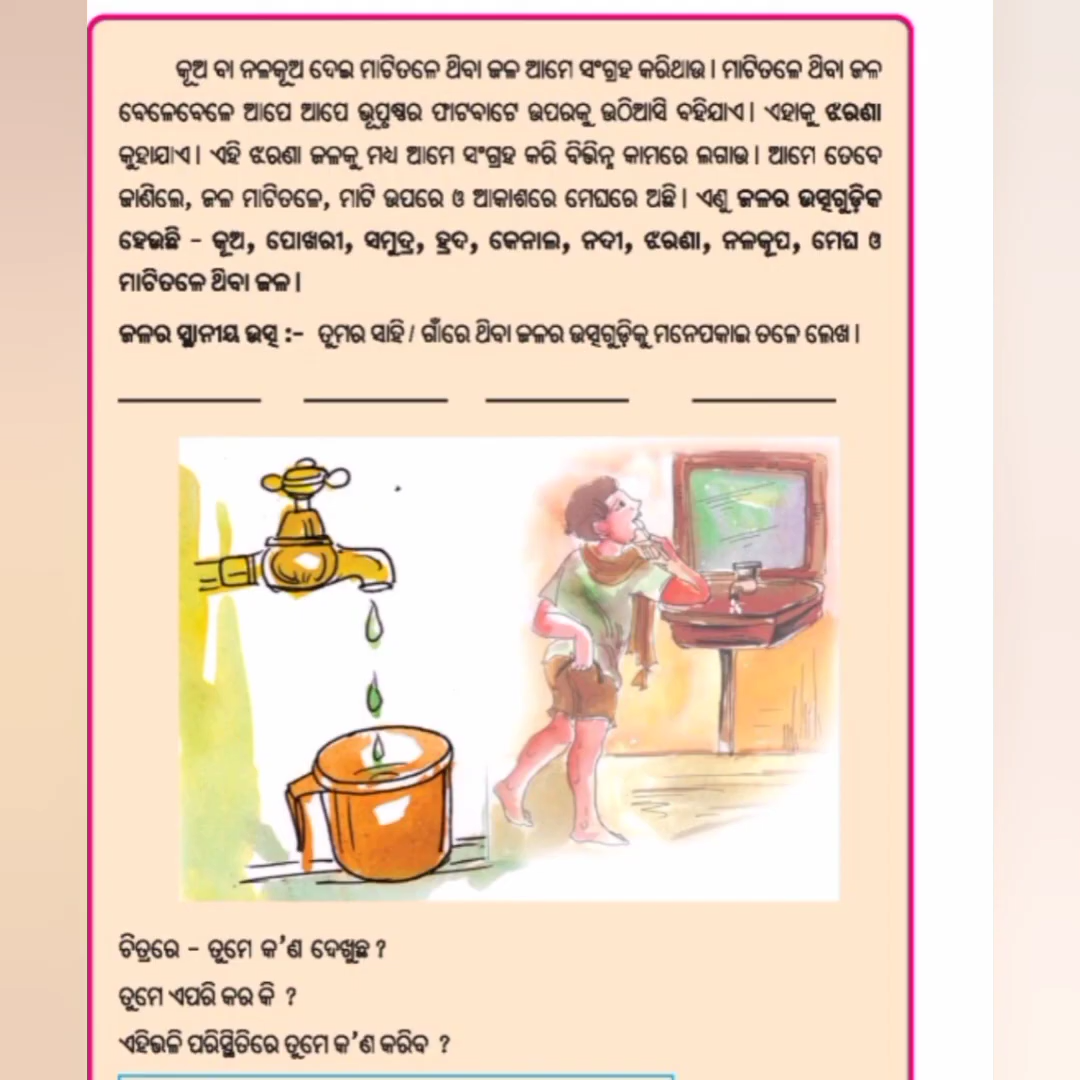 କୂଅ ବା ନଳକୂଅ ଦେଇ ମାଟିତଳେ ଥିବା ଜଳ ଆମେ ସଂଗ୍ରହ କରିଥାଉ। ମାଟିତଳେ ଥିବା ଜଳ
ବେଳେବେଳେ ଆପେ ଆପେ ଭୂପୃଷ୍ଠର ଫାଟବାଟେ ଉପରକୁ ଉଠିଆସି ବହିଯାଏ। ଏହାକୁ ଝରଣା
କୁହାଯାଏ। ଏହି ଝରଣା ଜଳକୁ ମଧ୍ୟ ଆମେ ସଂଗ୍ରହ କରି ବିଭିନ୍ନ କାମରେ ଲଗାଉ। ଆମେ ତେବେ
ଜାଣିଲେ, ଜଳ ମାଟିତଳେ, ମାଟି ଉପରେ ଓ ଆକାଶରେ ମେଘରେ ଅଛି। ଏଣୁ ଜଳର ଉତ୍ସଗୁଡ଼ିକ
ହେଉଛି - କୂଅ, ପୋଖରୀ, ସମୁଦ୍ର, ହ୍ରଦ, କେନାଲ, ନଦୀ, ଝରଣା, ନଳକୂପ, ମେଘ ଓ
ମାଟିତଳେ ଥିବା ଜଳ।
ଜଳର ସ୍ଥାନୀୟ ଉତ୍ସ :- ତୁମର ସାହି / ଗାଁରେ ଥିବା ଜଳର ଉତ୍ସଗୁଡ଼ିକୁ ମନେପକାଇ ତଳେ ଲେଖ।
ଚିତ୍ରରେ - ତୁମେ କ'ଣ ଦେଖୁଛ ?
ତୁମେ ଏପରି କର କି ?
ଏହିଭଳି ପରିସ୍ଥିତିରେ ତୁମେ କ'ଣ କରିବ ?